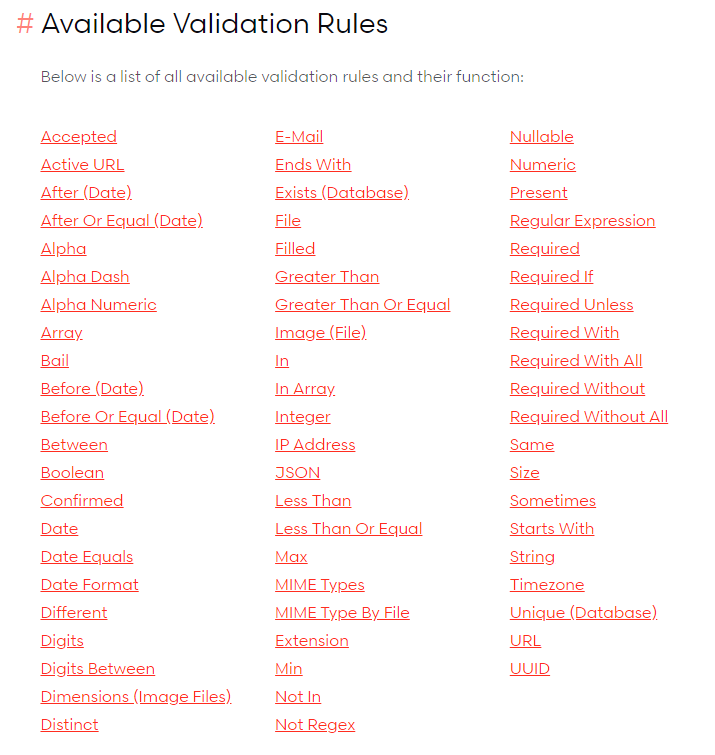 # Available Validation Rules
Below is a list of all available validation rules and their function:
Accepted
Active URL
After (Date)
After Or Equal (Date)
Alpha
Alpha Dash
Alpha Numeric
Array
Bail
Before (Date)
Before Or Equal (Date)
Between
Boolean
Confirmed
Date
Date Equals
Date Format
Different
Digits
Digits Between
Dimensions (Image Files)
Distinct
E-Mail
Ends With
Exists (Database)
File
Filled
Greater Than
Greater Than Or Equal
Image (File)
In
In Array
Integer
IP Address
JSON
Less Than
Less Than Or Equal
Max
MIME Types
MIME Type By File
Extension
Min
Not In
Not Regex
Nullable
Numeric
Present
Regular Expression
Required
Required If
Required Unless
Required With
Required With All
Required Without
Required Without All
Same
Size
Sometimes
Starts With
String
Timezone
Unique (Database)
URL
UUID